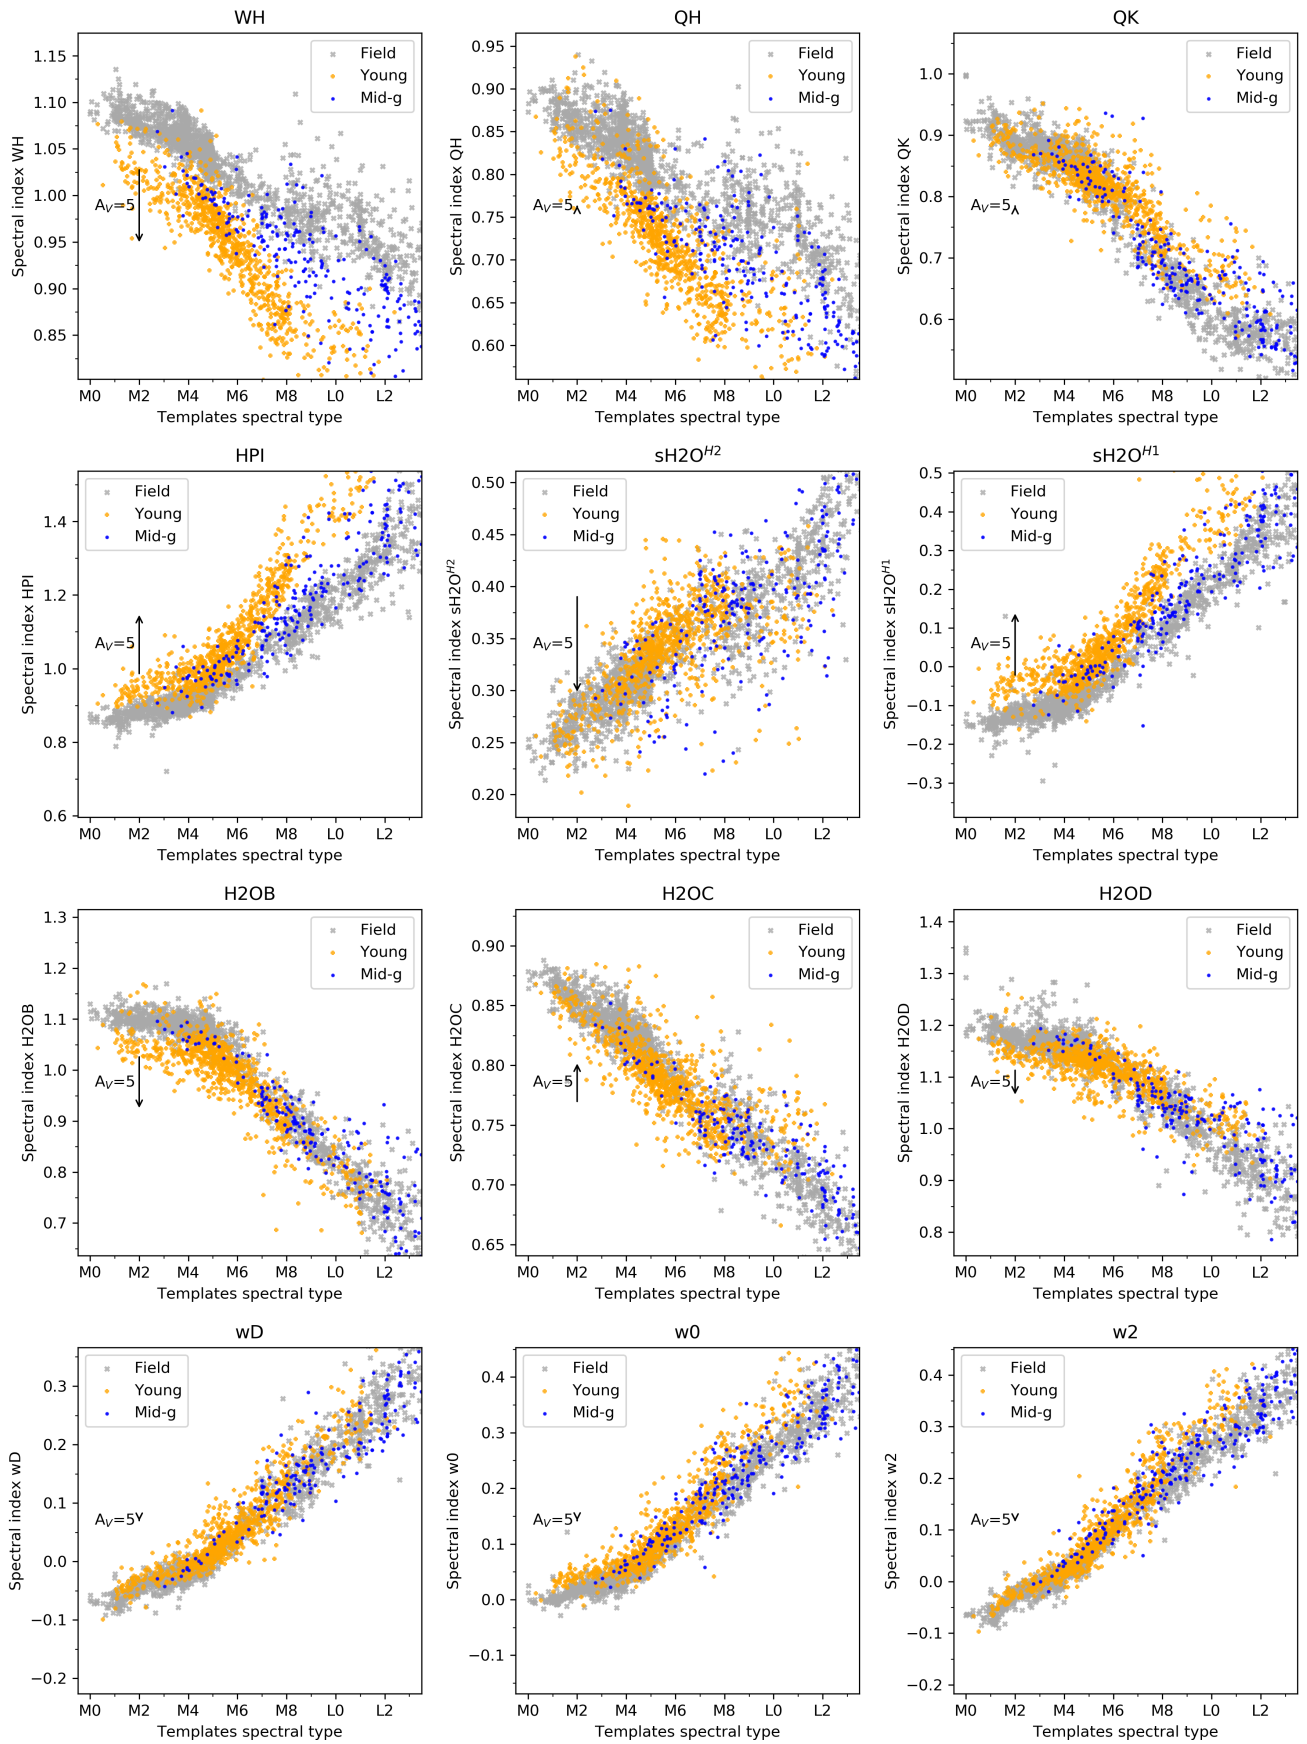 WH
1.15
1.10
1.05
1.00
0.95
0.90
0.85
Spectral index WH
Field
Young
Mid-g
A_V=5
M0 M2 M4 M6 M8 L0 L2
Templates spectral type
QH
0.95
0.90
0.85
0.80
0.75
0.70
0.65
0.60
Spectral index QH
Field
Young
Mid-g
A_V=5
M0 M2 M4 M6 M8 L0 L2
Templates spectral type
QK
1.0
0.9
0.8
0.7
0.6
Spectral index QK
Field
Young
Mid-g
A_V=5
M0 M2 M4 M6 M8 L0 L2
Templates spectral type
HPI
1.4
1.2
1.0
0.8
0.6
Spectral index HPI
Field
Young
Mid-g
A_V=5
M0 M2 M4 M6 M8 L0 L2
Templates spectral type
sH2O^H2
0.50
0.45
0.40
0.35
0.30
0.25
0.20
Spectral index sH2O^H2
Field
Young
Mid-g
A_V=5
M0 M2 M4 M6 M8 L0 L2
Templates spectral type
sH2O^H1
0.5
0.4
0.3
0.2
0.1
0.0
−0.1
−0.2
−0.3
Spectral index sH2O^H1
Field
Young
Mid-g
A_V=5
M0 M2 M4 M6 M8 L0 L2
Templates spectral type
H2OB
1.3
1.2
1.1
1.0
0.9
0.8
0.7
Spectral index H2OB
Field
Young
Mid-g
A_V=5
M0 M2 M4 M6 M8 L0 L2
Templates spectral type
H2OC
0.90
0.85
0.80
0.75
0.70
0.65
Spectral index H2OC
Field
Young
Mid-g
A_V=5
M0 M2 M4 M6 M8 L0 L2
Templates spectral type
H2OD
1.4
1.3
1.2
1.1
1.0
0.9
0.8
Spectral index H2OD
Field
Young
Mid-g
A_V=5
M0 M2 M4 M6 M8 L0 L2
Templates spectral type
wD
0.3
0.2
0.1
0.0
−0.1
−0.2
Spectral index wD
Field
Young
Mid-g
A_V=5
M0 M2 M4 M6 M8 L0 L2
Templates spectral type
w0
0.4
0.3
0.2
0.1
0.0
−0.1
Spectral index w0
Field
Young
Mid-g
A_V=5
M0 M2 M4 M6 M8 L0 L2
Templates spectral type
w2
0.4
0.3
0.2
0.1
0.0
−0.1
−0.2
Spectral index w2
Field
Young
Mid-g
A_V=5
M0 M2 M4 M6 M8 L0 L2
Templates spectral type